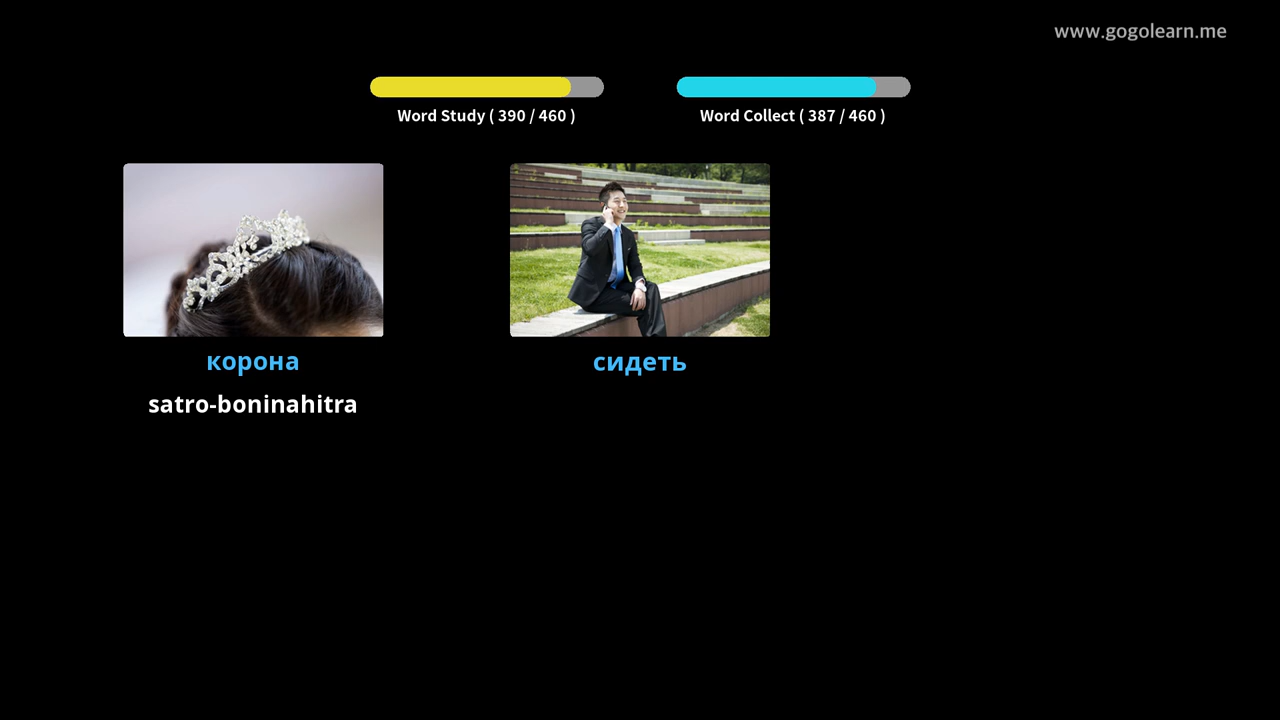 www.gogolearn.me
Word Study ( 390 / 460 )
Word Collect ( 387 / 460 )
корона
сидеть
satro-boninahitra